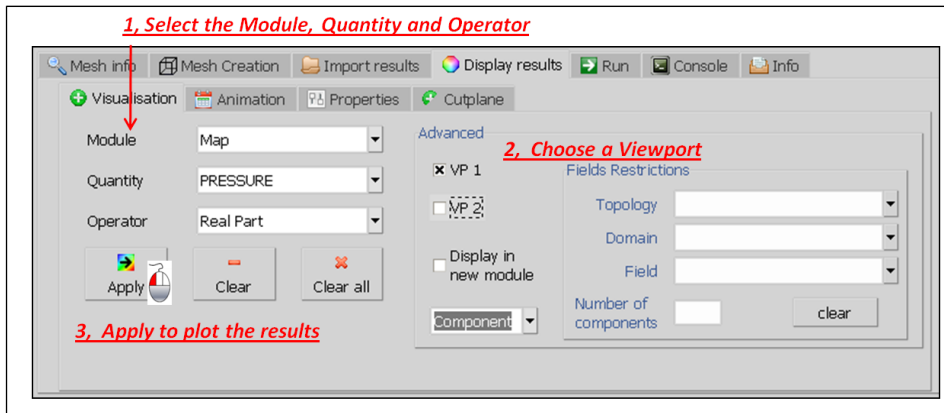 1, Select the Module, Quantity and Operator
Mesh info Mesh Creation Import results Display results Run Console Info
Visualisation Animation Properties Cutplane
Module Map
Quantity PRESSURE
Operator Real Part
Apply Clear Clear all
3, Apply to plot the results
Advanced
2, Choose a Viewport
VP 1
VP 2
Display in
new module
Component
Fields Restrictions
Topology
Domain
Field
Number of
components
clear